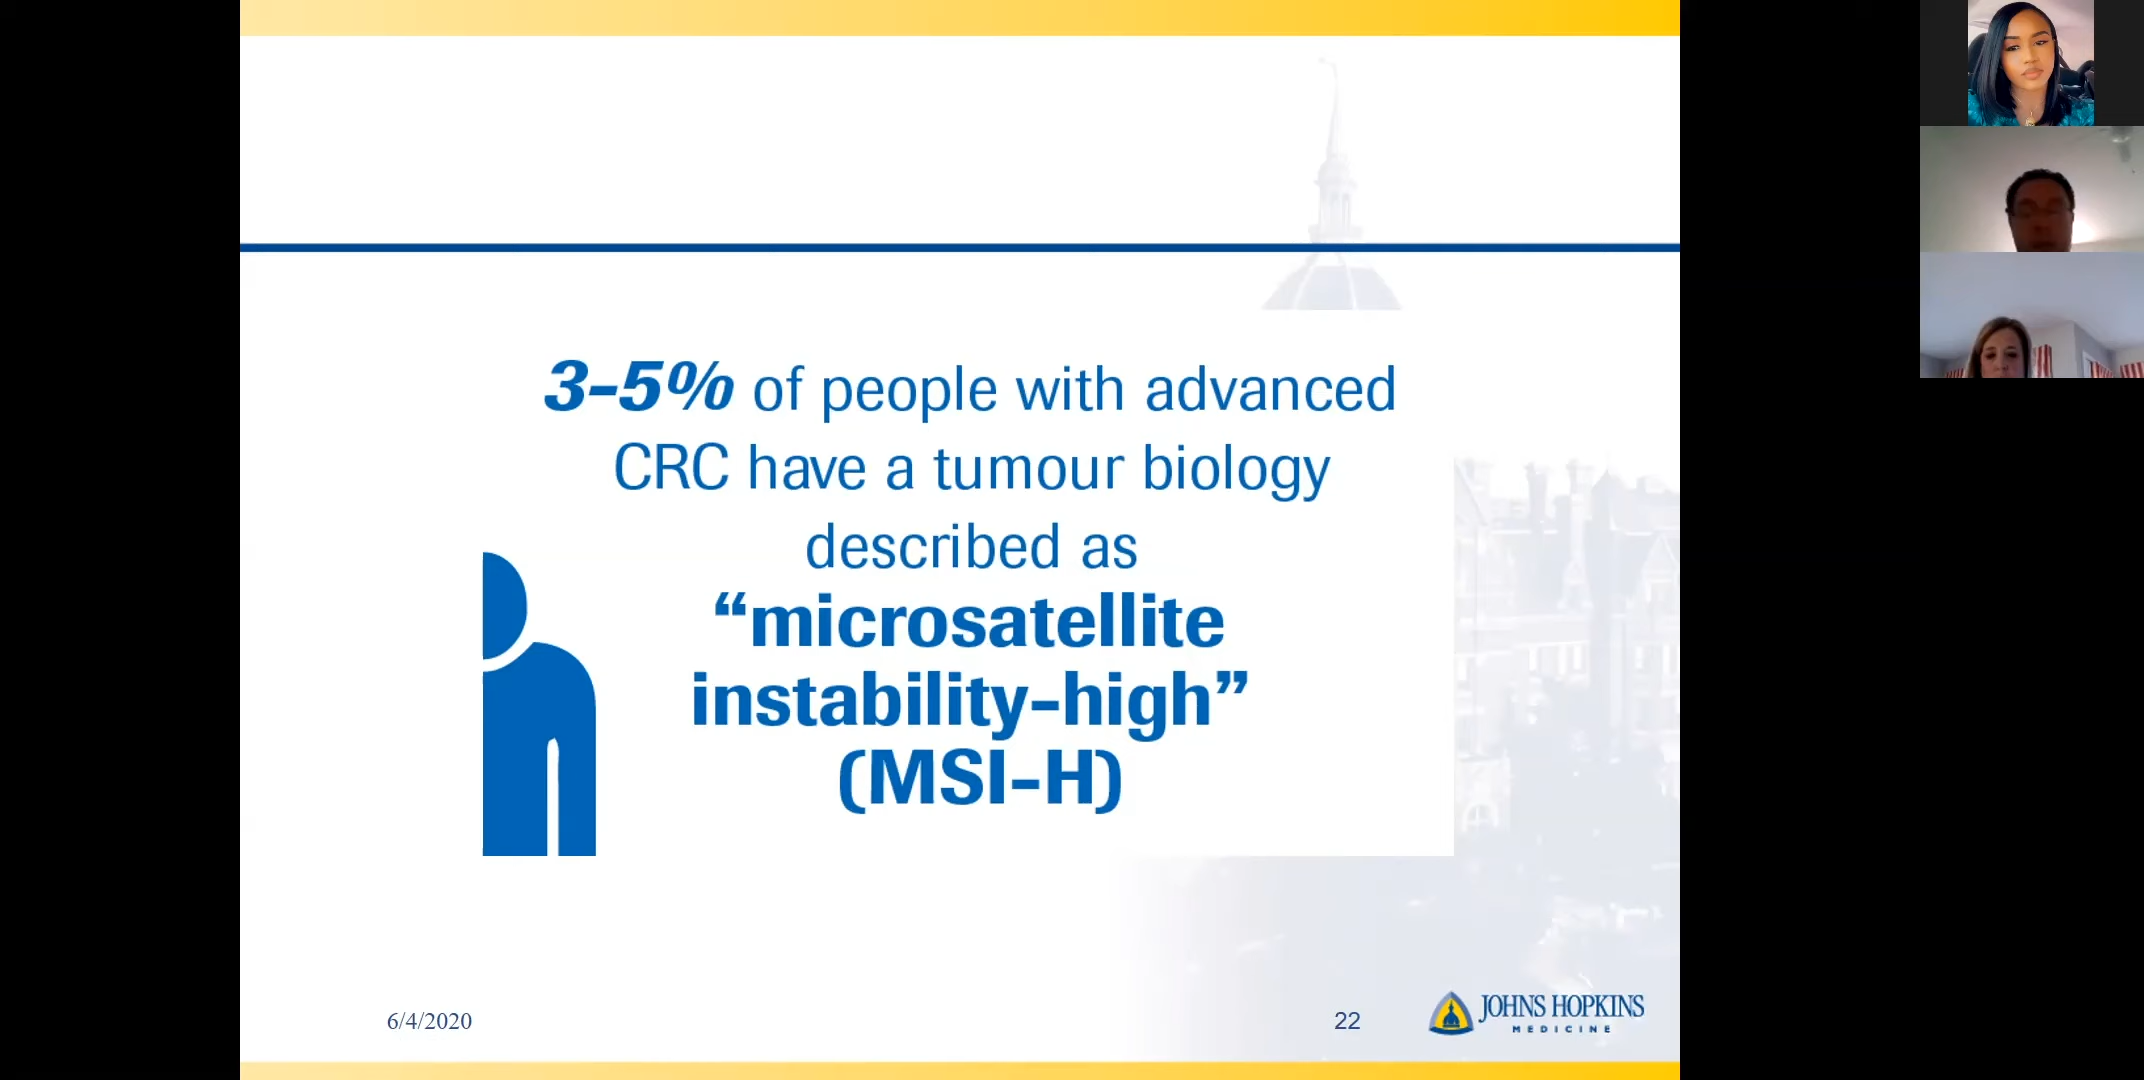 3-5% of people with advanced
CRC have a tumour biology
described as
“microsatellite
instability-high”
(MSI-H)
6/4/2020
22
JOHNS HOPKINS
MEDICINE